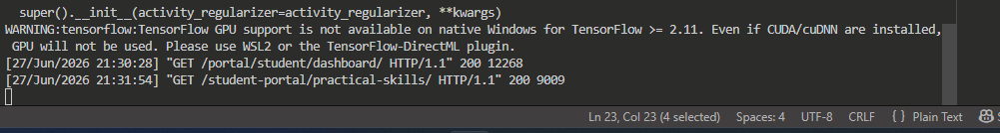 super().__init__(activity_regularizer=activity_regularizer, **kwargs)
WARNING:tensorflow:TensorFlow GPU support is not available on native Windows for TensorFlow >= 2.11. Even if CUDA/cuDNN are installed,
GPU will not be used. Please use WSL2 or the TensorFlow-DirectML plugin.
[27/Jun/2026 21:30:28] "GET /portal/student/dashboard/ HTTP/1.1" 200 12268
[27/Jun/2026 21:31:54] "GET /student-portal/practical-skills/ HTTP/1.1" 200 9009
Ln 23, Col 23 (4 selected) Spaces: 4 UTF-8 CRLF { } Plain Text